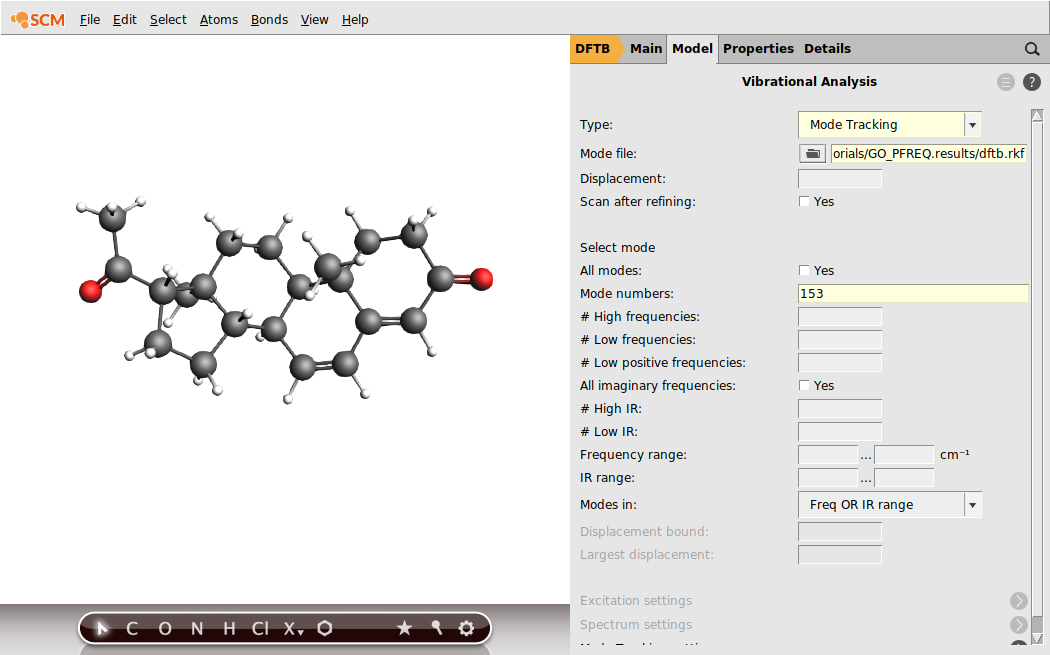 SCM File Edit Select Atoms Bonds View Help
DFTB Main Model Properties Details
Vibrational Analysis
Type: Mode Tracking
Mode file: orials/GO_PFREQ.results/dftb.rkf
Displacement:
Scan after refining: Yes
Select mode
All modes: Yes
Mode numbers: 153
# High frequencies:
# Low frequencies:
# Low positive frequencies:
All imaginary frequencies: Yes
# High IR:
# Low IR:
Frequency range: ... cm⁻¹
IR range: ...
Modes in: Freq OR IR range
Displacement bound:
Largest displacement:
Excitation settings
Spectrum settings
C O N H Cl X